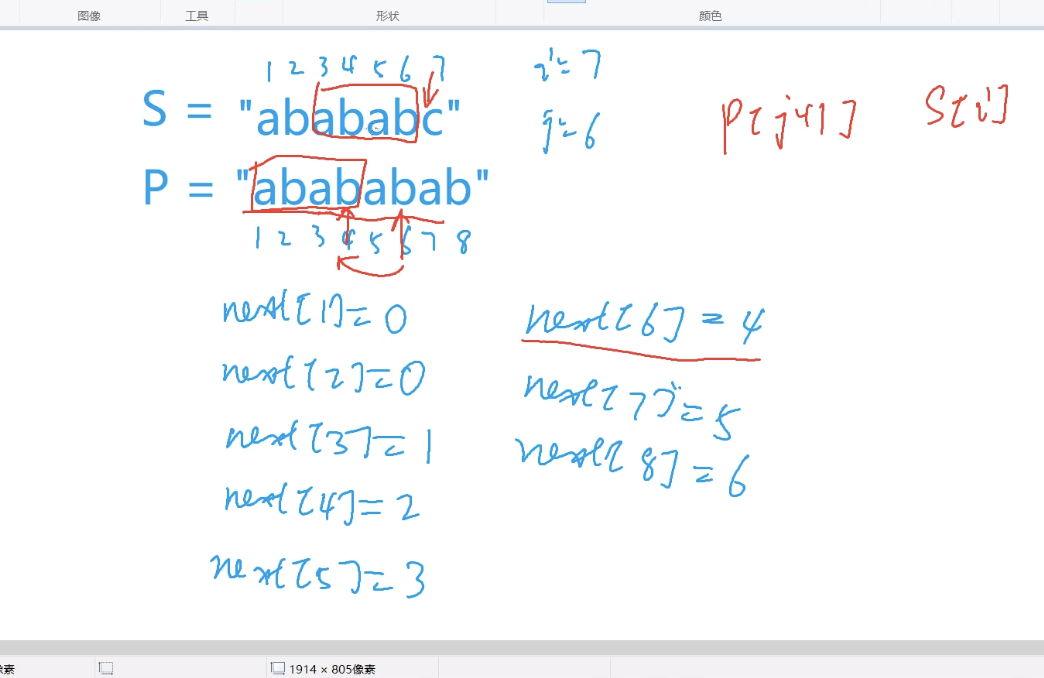 图像 工具 形状 颜色
1 2 3 4 5 6 7
i = 7
S = "abababc"
j = 6
P[j+1] S[i]
P = "abababab"
1 2 3 4 5 6 7 8
next[1] = 0
next[6] = 4
next[2] = 0
next[7] = 5
next[3] = 1
next[8] = 6
next[4] = 2
next[5] = 3
像素 1914 × 805像素